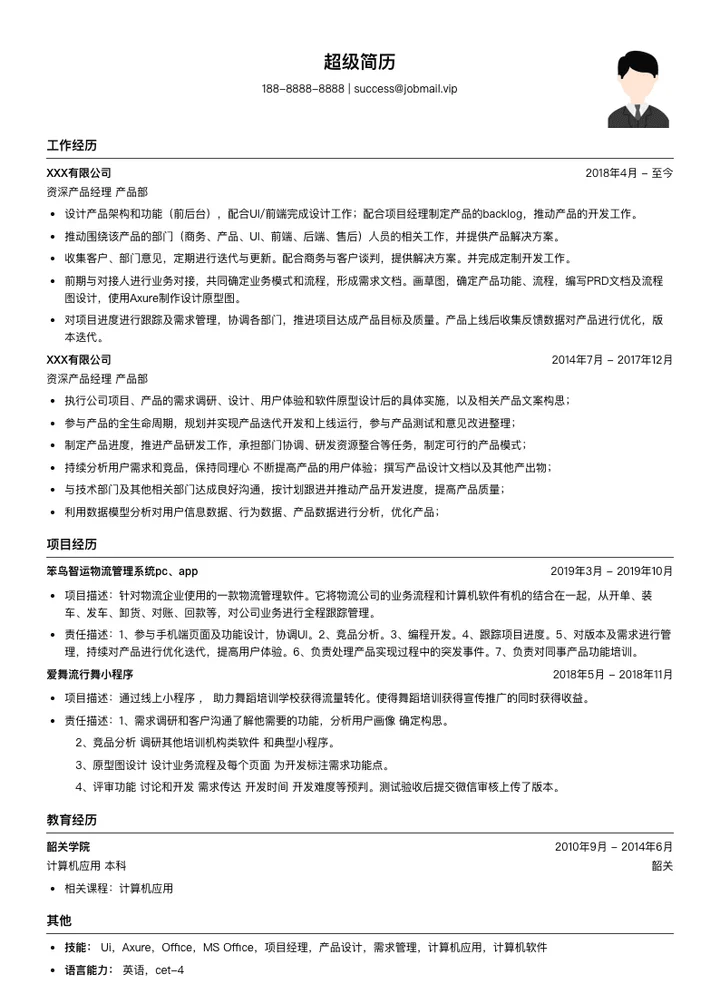 超级简历
188-8888-8888 | success@jobmail.vip
工作经历
XXX有限公司 2018年4月 – 至今
资深产品经理 产品部
• 设计产品架构和功能（前后台），配合UI/前端完成设计工作；配合项目经理制定产品的backlog，推动产品的开发工作。
• 推动围绕该产品的部门（商务、产品、UI、前端、后端、售后）人员的相关工作，并提供产品解决方案。
• 收集客户、部门意见，定期进行迭代与更新。配合商务与客户谈判，提供解决方案。并完成定制开发工作。
• 前期与对接人进行业务对接，共同确定业务模式和流程，形成需求文档。画草图，确定产品功能、流程，编写PRD文档及流程
图设计，使用Axure制作设计原型图。
• 对项目进度进行跟踪及需求管理，协调各部门，推进项目达成产品目标及质量。产品上线后收集反馈数据对产品进行优化，版
本迭代。
XXX有限公司 2014年7月 – 2017年12月
资深产品经理 产品部
• 执行公司项目、产品的需求调研、设计、用户体验和软件原型设计后的具体实施，以及相关产品文案构思；
• 参与产品的全生命周期，规划并实现产品迭代开发和上线运行，参与产品测试和意见改进整理；
• 制定产品进度，推进产品研发工作，承担部门协调、研发资源整合等任务，制定可行的产品模式；
• 持续分析用户需求和竞品，保持同理心 不断提高产品的用户体验；撰写产品设计文档以及其他产出物；
• 与技术部门及其他相关部门达成良好沟通，按计划跟进并推动产品开发进度，提高产品质量；
• 利用数据模型分析对用户信息数据、行为数据、产品数据进行分析，优化产品；
项目经历
笨鸟智运物流管理系统pc、app 2019年3月 – 2019年10月
• 项目描述：针对物流企业使用的一款物流管理软件。它将物流公司的业务流程和计算机软件有机的结合在一起，从开单、装
车、发车、卸货、对账、回款等，对公司业务进行全程跟踪管理。
• 责任描述：1、参与手机端页面及功能设计，协调UI。2、竞品分析。3、编程开发。4、跟踪项目进度。5、对版本及需求进行管
理，持续对产品进行优化迭代，提高用户体验。6、负责处理产品实现过程中的突发事件。7、负责对同事产品功能培训。
爱舞流行舞小程序 2018年5月 – 2018年11月
• 项目描述：通过线上小程序 ， 助力舞蹈培训学校获得流量转化。使得舞蹈培训获得宣传推广的同时获得收益。
• 责任描述：1、需求调研和客户沟通了解他需要的功能，分析用户画像 确定构思。
2、竞品分析 调研其他培训机构类软件 和典型小程序。
3、原型图设计 设计业务流程及每个页面 为开发标注需求功能点。
4、评审功能 讨论和开发 需求传达 开发时间 开发难度等预判。测试验收后提交微信审核上传了版本。
教育经历
韶关学院 2010年9月 – 2014年6月
计算机应用 本科 韶关
• 相关课程：计算机应用
其他
• 技能： Ui，Axure，Office，MS Office，项目经理，产品设计，需求管理，计算机应用，计算机软件
• 语言能力： 英语，cet-4